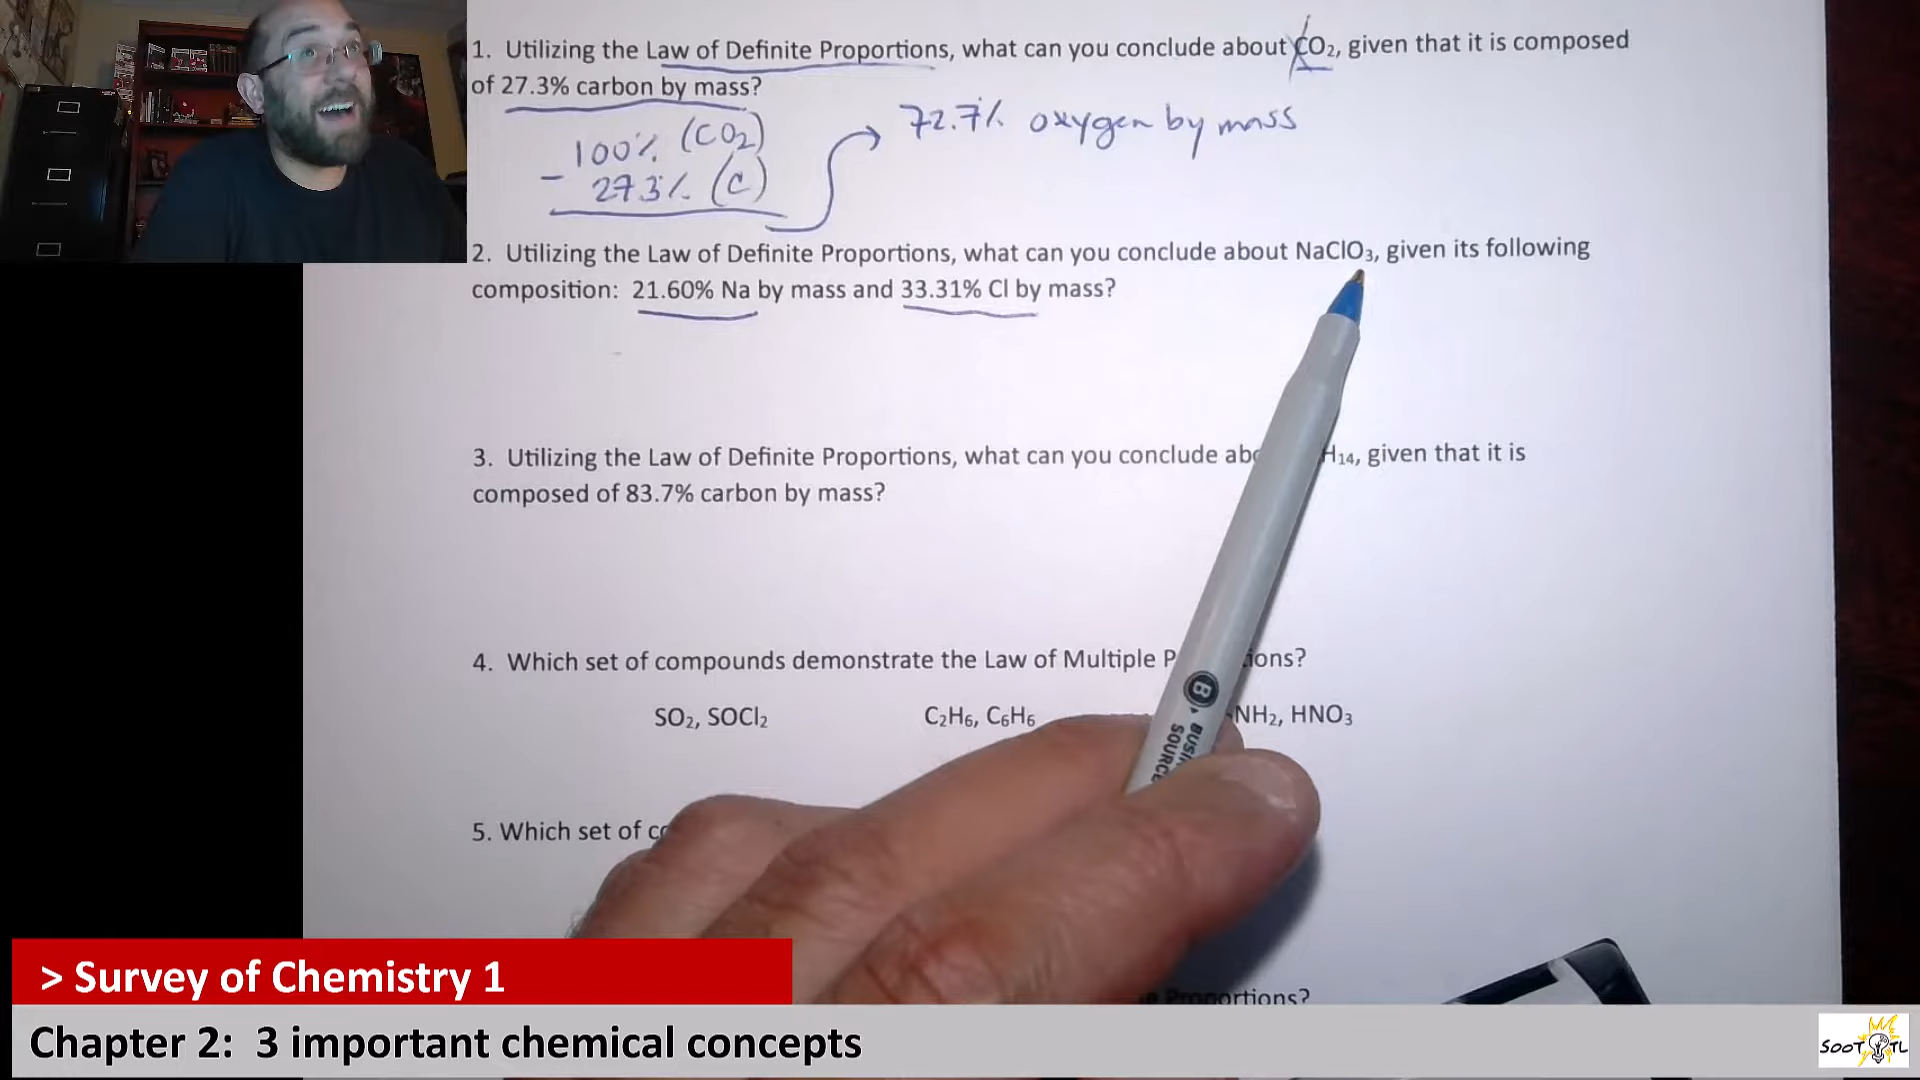 1. Utilizing the Law of Definite Proportions, what can you conclude about CO₂, given that it is composed
of 27.3% carbon by mass?
100% (CO₂)
- 27.3% (C)
72.7% oxygen by mass
2. Utilizing the Law of Definite Proportions, what can you conclude about NaClO₃, given its following
composition: 21.60% Na by mass and 33.31% Cl by mass?
3. Utilizing the Law of Definite Proportions, what can you conclude H₁₄, given that it is
composed of 83.7% carbon by mass?
4. Which set of compounds demonstrate the Law of Multiple
SO₂, SOCl₂ C₂H₆, C₆H₆ NH₂, HNO₃
B
BUSI
SOURCE
5. Which set of
Proportions?
> Survey of Chemistry 1
Chapter 2: 3 important chemical concepts
SOOT TL